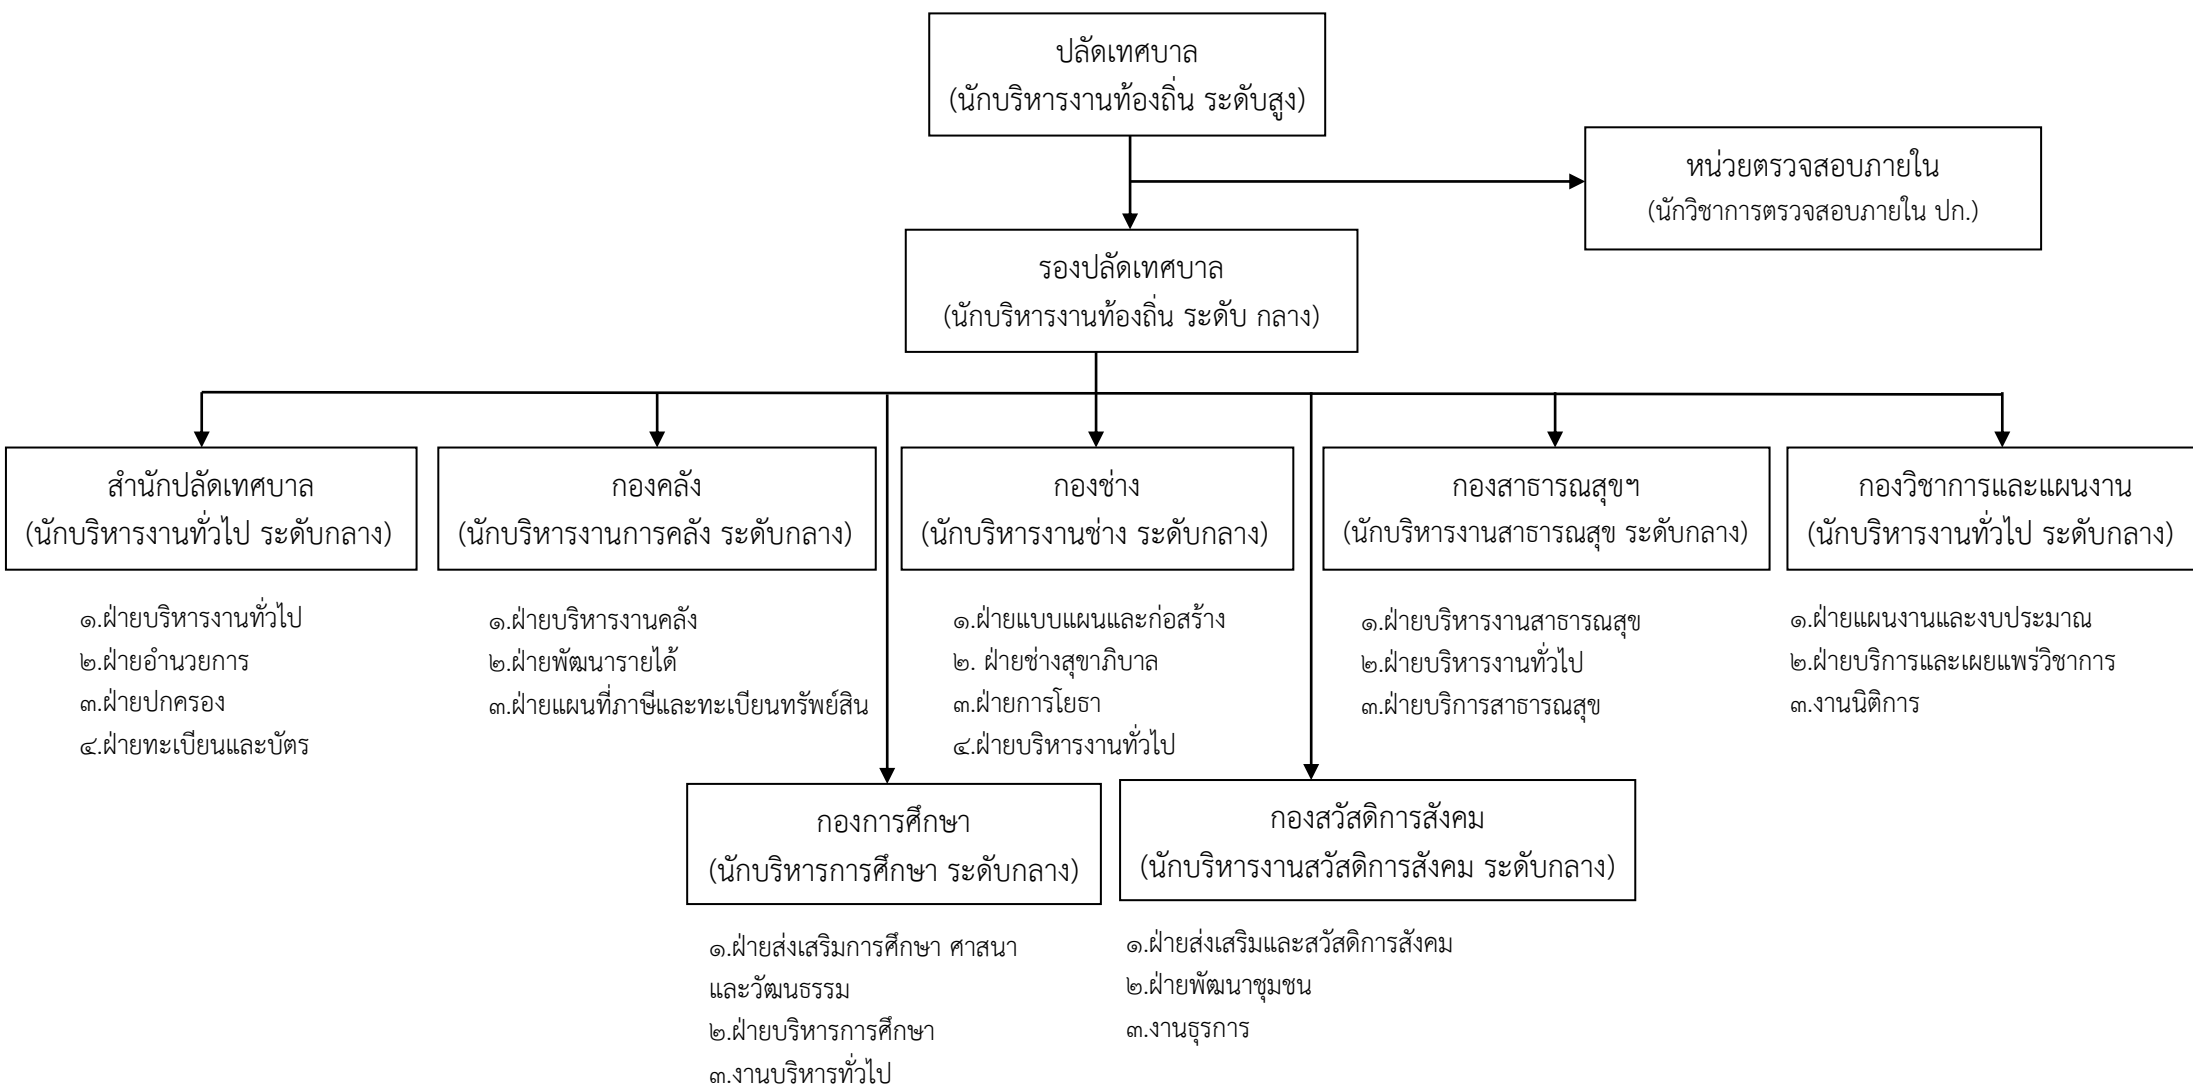 ปลัดเทศบาล
(นักบริหารงานท้องถิ่น ระดับสูง)
หน่วยตรวจสอบภายใน
(นักวิชาการตรวจสอบภายใน ปก.)
รองปลัดเทศบาล
(นักบริหารงานท้องถิ่น ระดับ กลาง)
สำนักปลัดเทศบาล
(นักบริหารงานทั่วไป ระดับกลาง)
๑.ฝ่ายบริหารงานทั่วไป
๒.ฝ่ายอำนวยการ
๓.ฝ่ายปกครอง
๔.ฝ่ายทะเบียนและบัตร
กองคลัง
(นักบริหารงานการคลัง ระดับกลาง)
๑.ฝ่ายบริหารงานคลัง
๒.ฝ่ายพัฒนารายได้
๓.ฝ่ายแผนที่ภาษีและทะเบียนทรัพย์สิน
กองช่าง
(นักบริหารงานช่าง ระดับกลาง)
๑.ฝ่ายแบบแผนและก่อสร้าง
๒. ฝ่ายช่างสุขาภิบาล
๓.ฝ่ายการโยธา
๔.ฝ่ายบริหารงานทั่วไป
กองสาธารณสุขฯ
(นักบริหารงานสาธารณสุข ระดับกลาง)
๑.ฝ่ายบริหารงานสาธารณสุข
๒.ฝ่ายบริหารงานทั่วไป
๓.ฝ่ายบริการสาธารณสุข
กองวิชาการและแผนงาน
(นักบริหารงานทั่วไป ระดับกลาง)
๑.ฝ่ายแผนงานและงบประมาณ
๒.ฝ่ายบริการและเผยแพร่วิชาการ
๓.งานนิติการ
กองการศึกษา
(นักบริหารการศึกษา ระดับกลาง)
๑.ฝ่ายส่งเสริมการศึกษา ศาสนา
และวัฒนธรรม
๒.ฝ่ายบริหารการศึกษา
๓.งานบริหารทั่วไป
กองสวัสดิการสังคม
(นักบริหารงานสวัสดิการสังคม ระดับกลาง)
๑.ฝ่ายส่งเสริมและสวัสดิการสังคม
๒.ฝ่ายพัฒนาชุมชน
๓.งานธุรการ